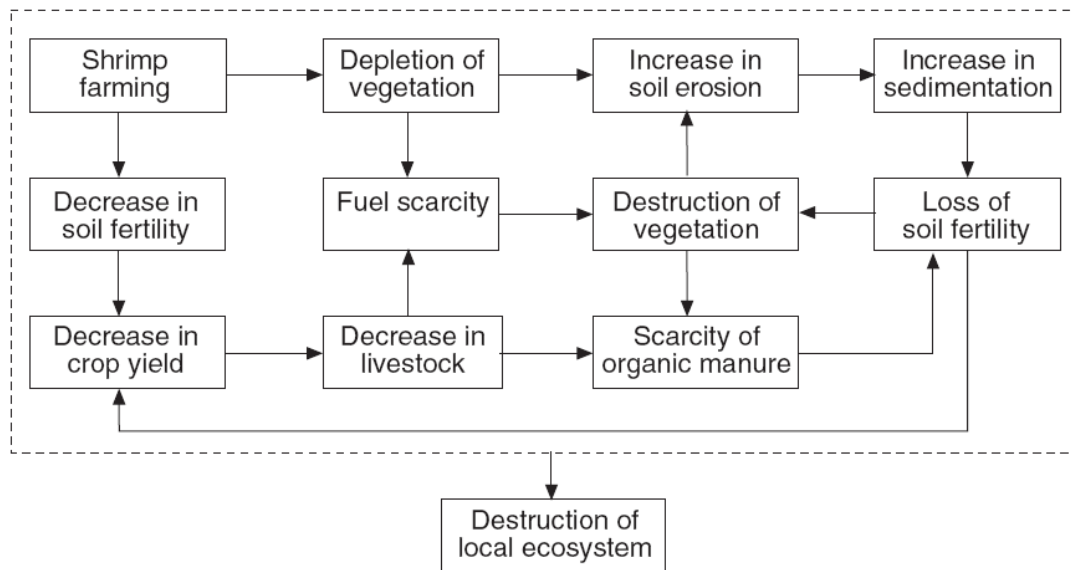 Shrimp
farming
Depletion of
vegetation
Increase in
soil erosion
Increase in
sedimentation
Decrease in
soil fertility
Fuel scarcity
Destruction of
vegetation
Loss of
soil fertility
Decrease in
crop yield
Decrease in
livestock
Scarcity of
organic manure
Destruction of
local ecosystem